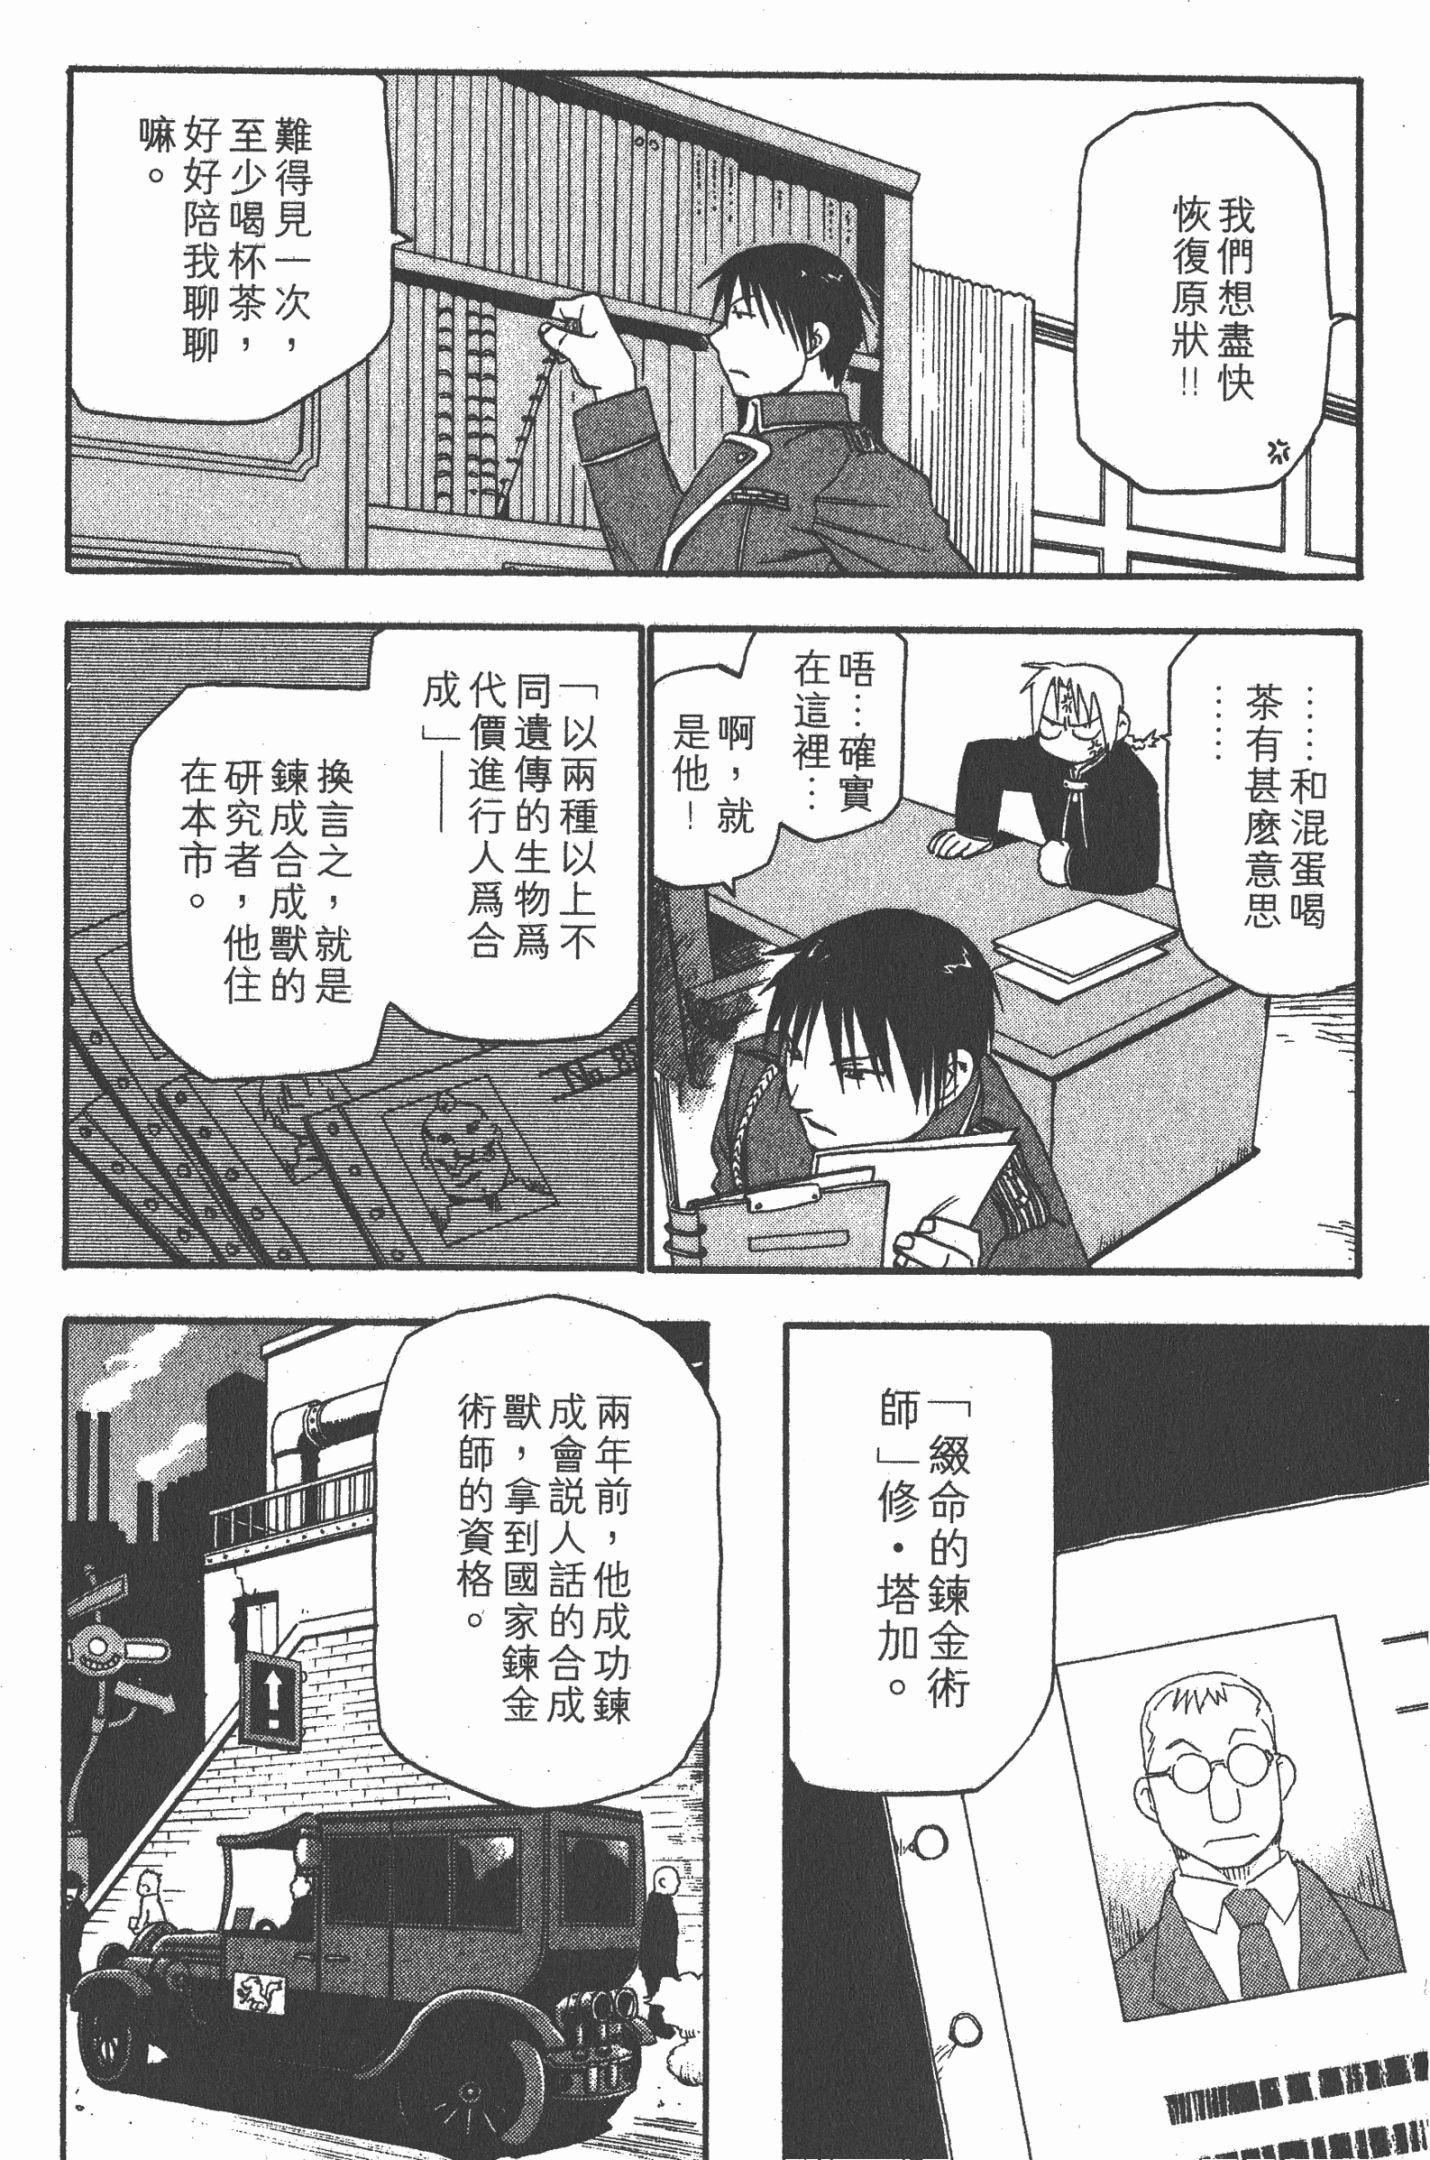 我們想盡快
恢復原狀!!
難得見一次，
至少喝杯茶，
好好陪我聊聊
嘛。
……和混蛋喝
茶有甚麽意思
……
唔…確實
在這裡…
啊，就
是他！
「以兩種以上不
同遺傳的生物爲
代價進行人爲合
成」——
換言之，就是
鍊成合成獸的
研究者，他住
在本市。
「綴命的鍊金術
師」修・塔加。
兩年前，他成功鍊
成會說人話的合成
獸，拿到國家鍊金
術師的資格。